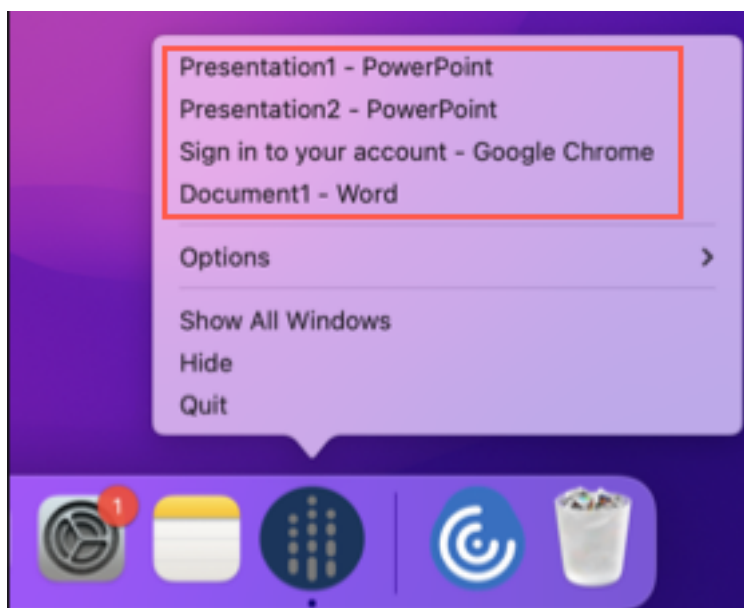 Presentation1 - PowerPoint
Presentation2 - PowerPoint
Sign in to your account - Google Chrome
Document1 - Word
Options
Show All Windows
Hide
Quit
1